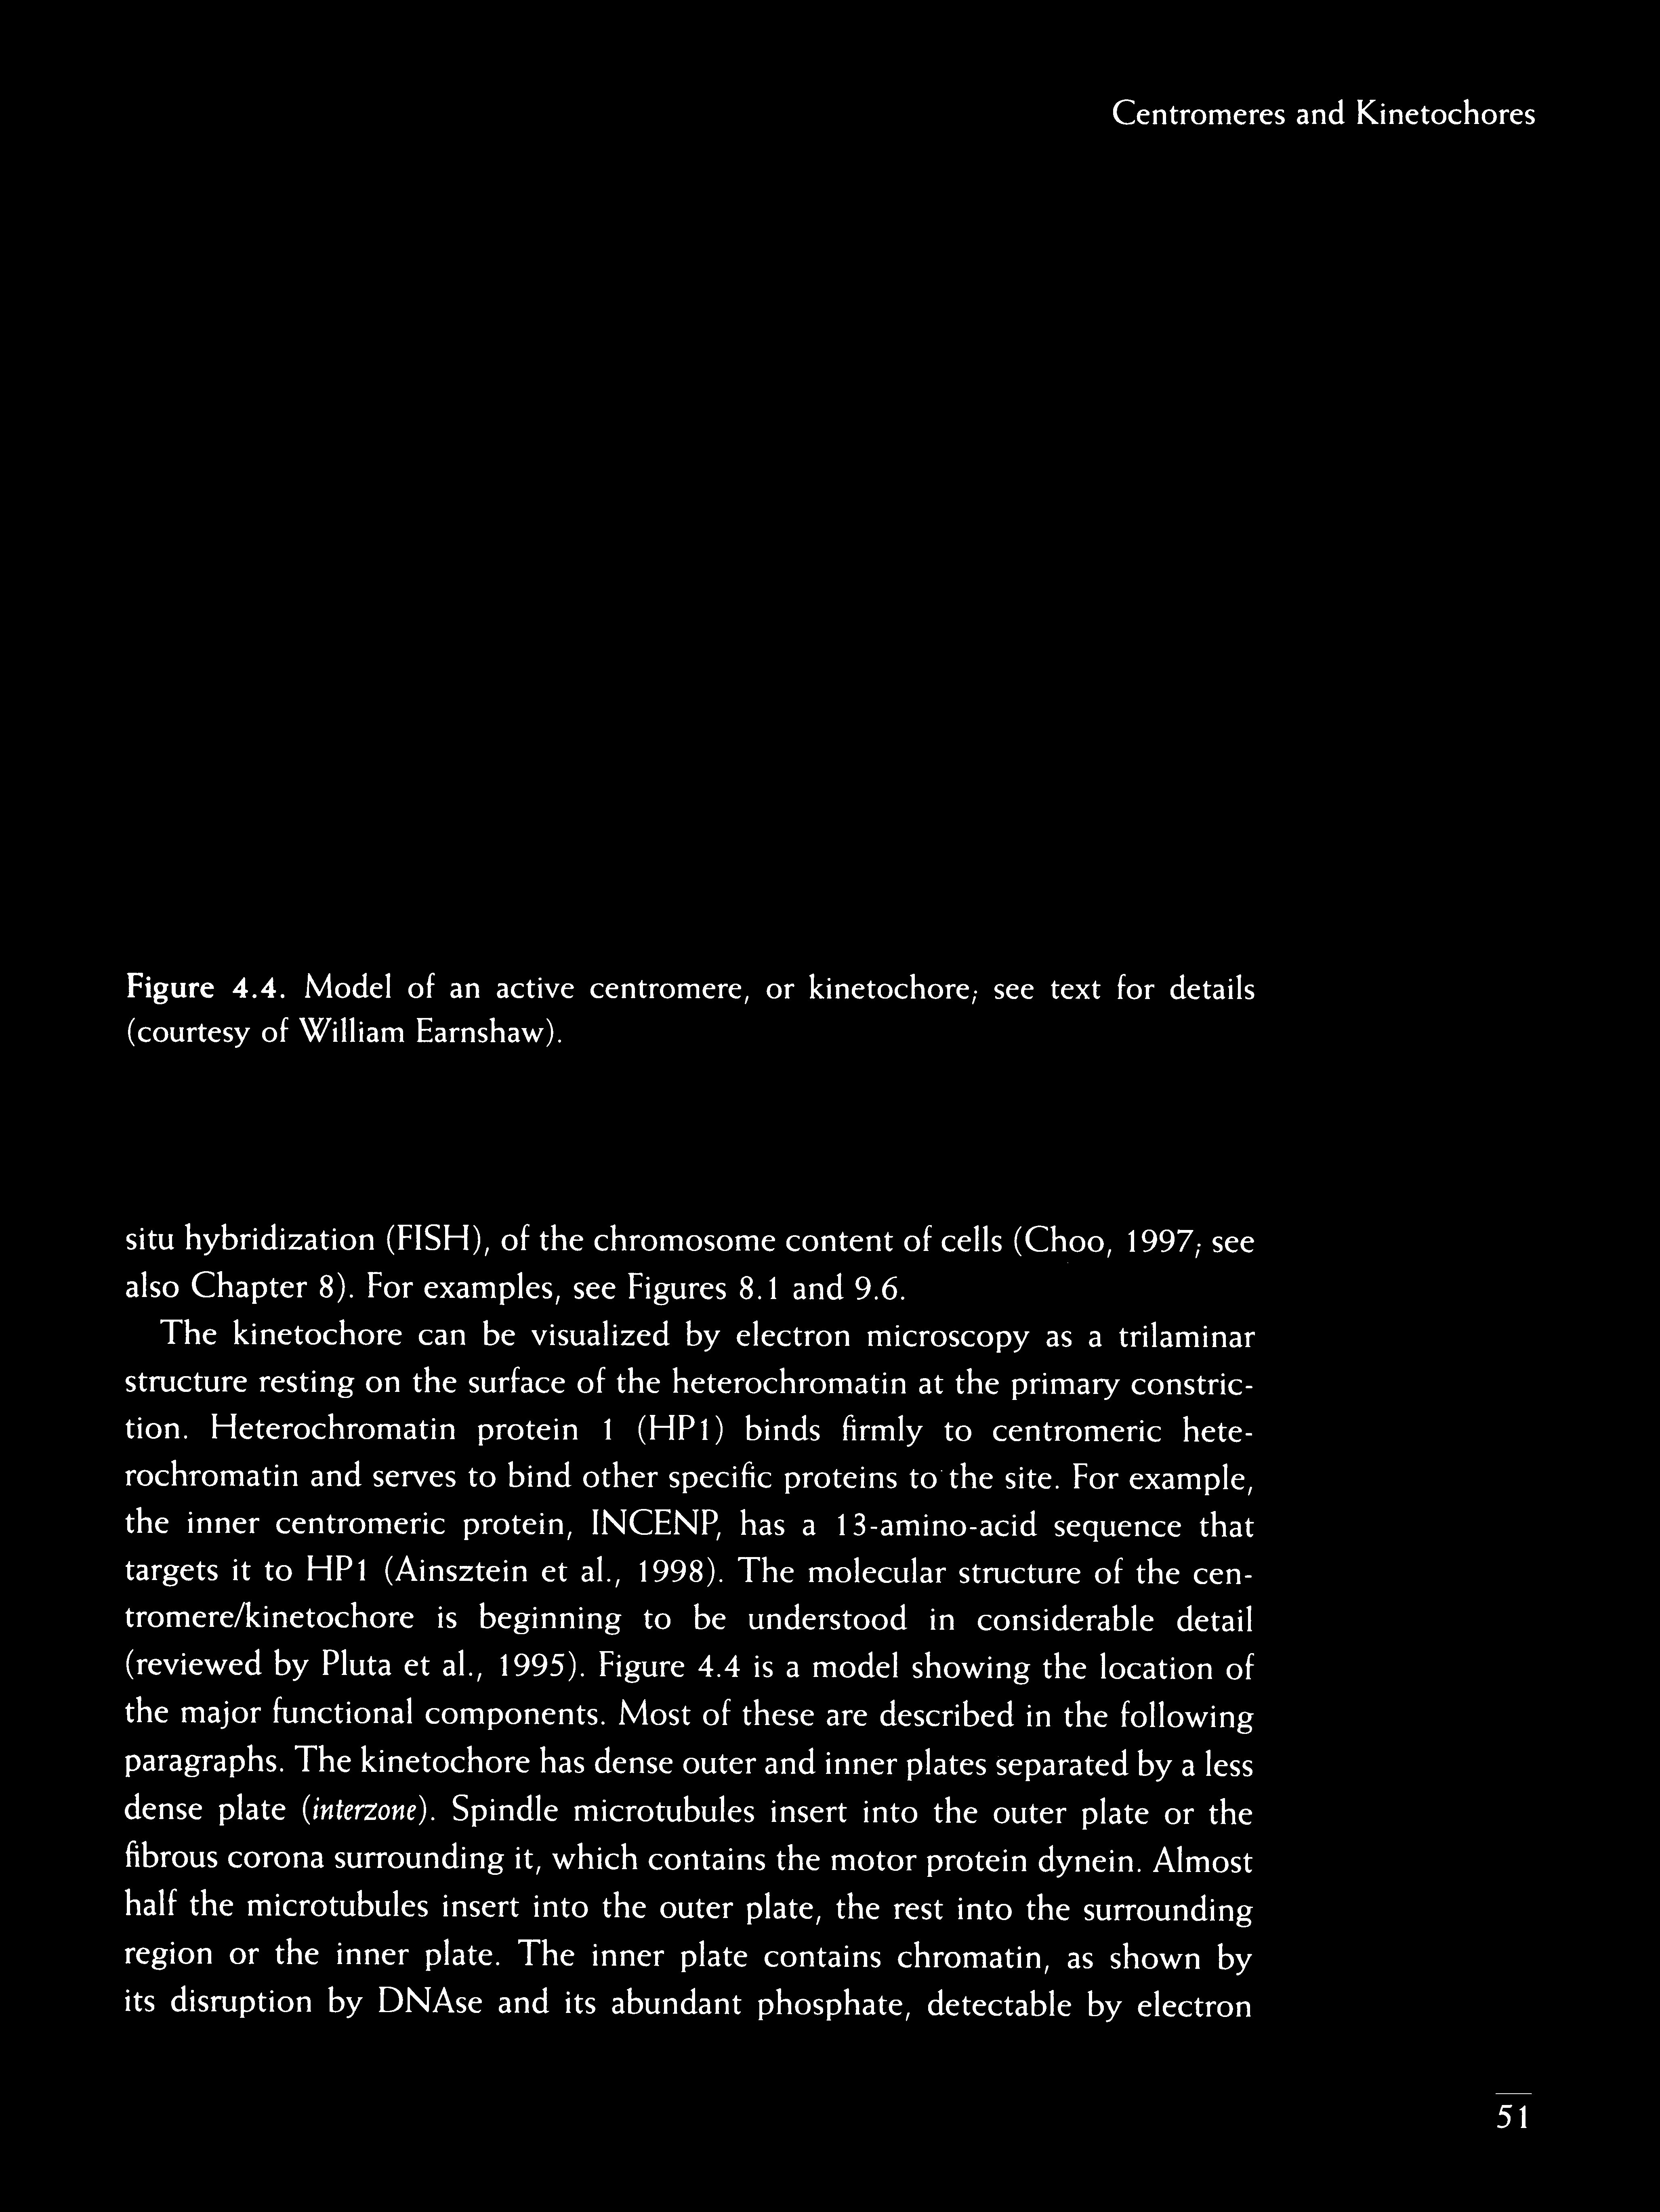 Centromeres and Kinetochores
Figure 4.4. Model of an active centromere, or kinetochore; see text for details
(courtesy of William Earnshaw).
situ hybridization (FISH), of the chromosome content of cells (Choo, 1997; see
also Chapter 8). For examples, see Figures 8.1 and 9.6.
The kinetochore can be visualized by electron microscopy as a trilaminar
structure resting on the surface of the heterochromatin at the primary constric-
tion. Heterochromatin protein 1 (HP1) binds firmly to centromeric hete-
rochromatin and serves to bind other specific proteins to the site. For example,
the inner centromeric protein, INCENP, has a 13-amino-acid sequence that
targets it to HP1 (Ainsztein et al., 1998). The molecular structure of the cen-
tromere/kinetochore is beginning to be understood in considerable detail
(reviewed by Pluta et al., 1995). Figure 4.4 is a model showing the location of
the major functional components. Most of these are described in the following
paragraphs. The kinetochore has dense outer and inner plates separated by a less
dense plate (interzone). Spindle microtubules insert into the outer plate or the
fibrous corona surrounding it, which contains the motor protein dynein. Almost
half the microtubules insert into the outer plate, the rest into the surrounding
region or the inner plate. The inner plate contains chromatin, as shown by
its disruption by DNAse and its abundant phosphate, detectable by electron
51